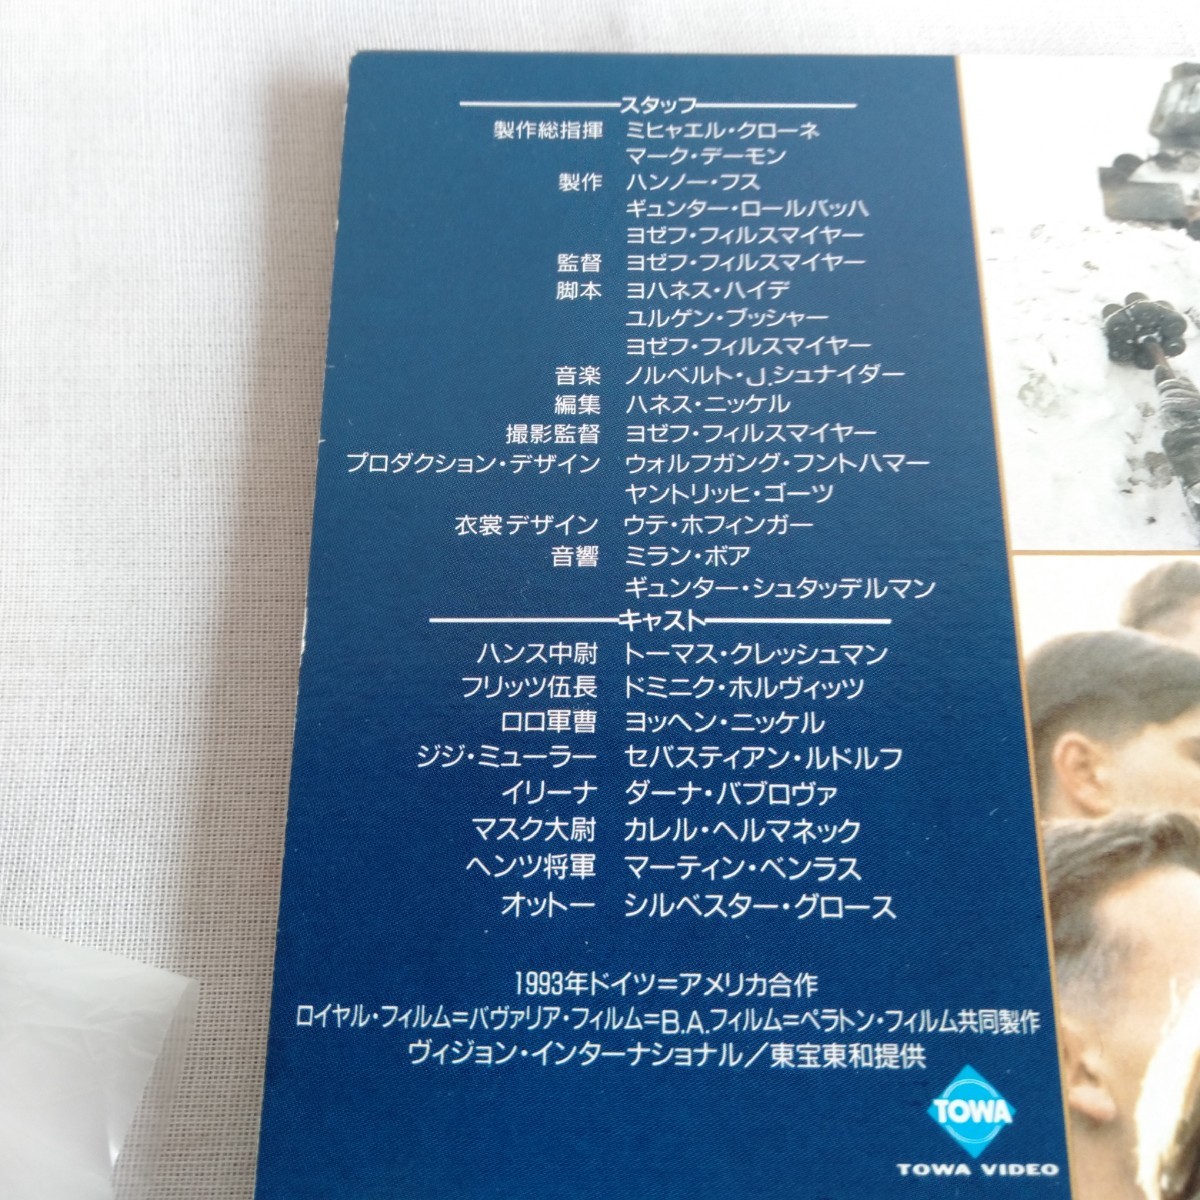 スタッフ
製作総指揮 ミヒャエル・クローネ
マーク・デーモン
製作 ハンノー・フス
ギュンター・ロールバッハ
ヨゼフ・フィルスマイヤー
監督 ヨゼフ・フィルスマイヤー
脚本 ヨハネス・ハイデ
ユルゲン・ブッシャー
ヨゼフ・フィルスマイヤー
音楽 ノルベルト・J.シュナイダー
編集 ハネス・ニッケル
撮影監督 ヨゼフ・フィルスマイヤー
プロダクション・デザイン ウォルフガング・フントハマー
ヤントリッヒ・ゴーツ
衣裳デザイン ウテ・ホフィンガー
音響 ミラン・ボア
ギュンター・シュタッデルマン
キャスト
ハンス中尉 トーマス・クレッシュマン
フリッツ伍長 ドミニク・ホルヴィッツ
ロロ軍曹 ヨッヘン・ニッケル
ジジ・ミューラー セバスティアン・ルドルフ
イリーナ ダーナ・バブロヴァ
マスク大尉 カレル・ヘルマネック
ヘンツ将軍 マーティン・ベンラス
オットー シルベスター・グロース
1993年ドイツ=アメリカ合作
ロイヤル・フィルム=バヴァリア・フィルム=B.A.フィルム=ペラトン・フィルム共同製作
ヴィジョン・インターナショナル／東宝東和提供
TOWA
TOWA VIDEO